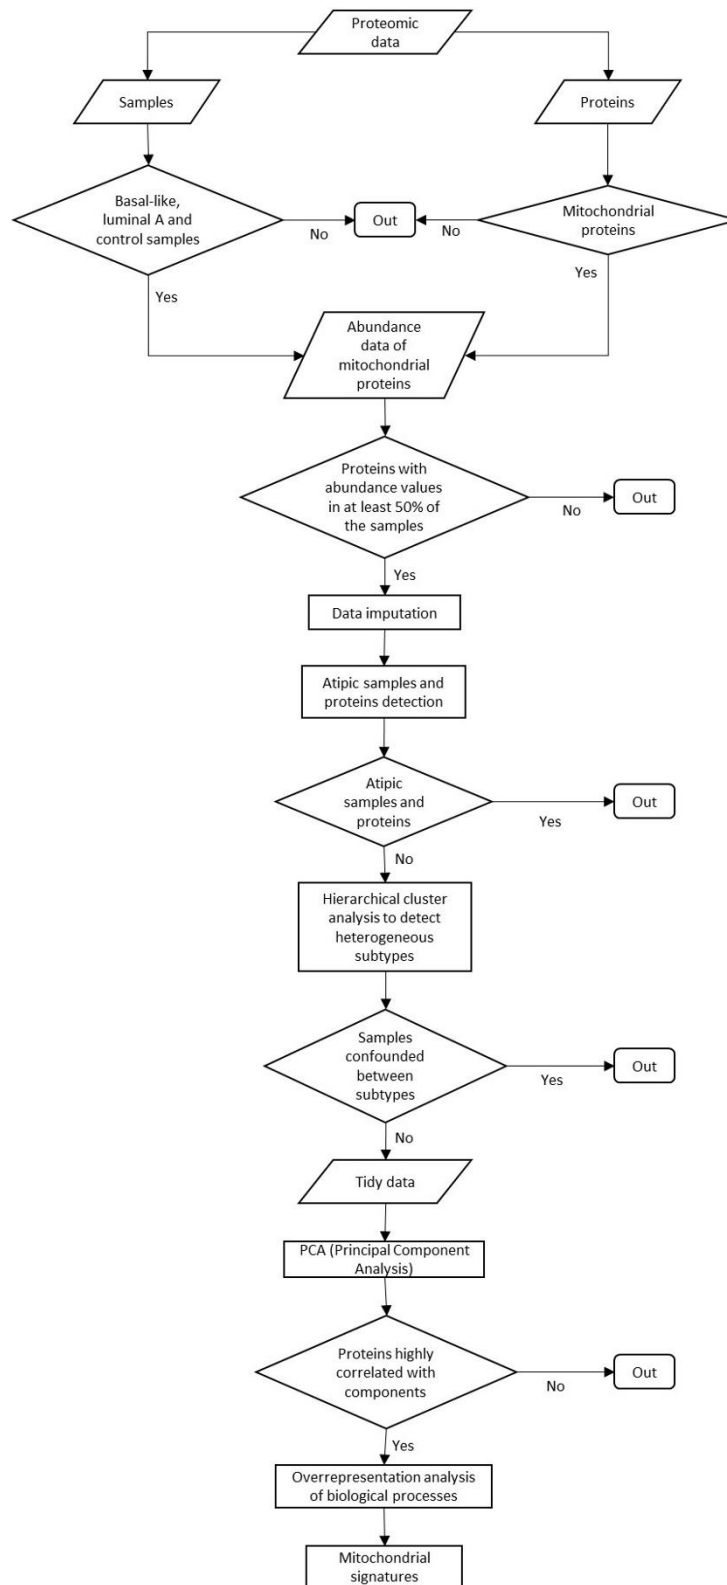 Proteomic
data
Samples
Proteins
Basal-like,
luminal A and
control samples
No
Out
No
Mitochondrial
proteins
Yes
Yes
Abundance
data of
mitochondrial
proteins
Proteins with
abundance values
in at least 50% of
the samples
No
Out
Yes
Data imputation
Atipic samples and
proteins detection
Atipic
samples and
proteins
Yes
Out
No
Hierarchical cluster
analysis to detect
heterogeneous
subtypes
Samples
confounded
between
subtypes
Yes
Out
No
Tidy data
PCA (Principal Component
Analysis)
Proteins highly
correlated with
components
No
Out
Yes
Overrepresentation analysis
of biological processes
Mitochondrial
signatures